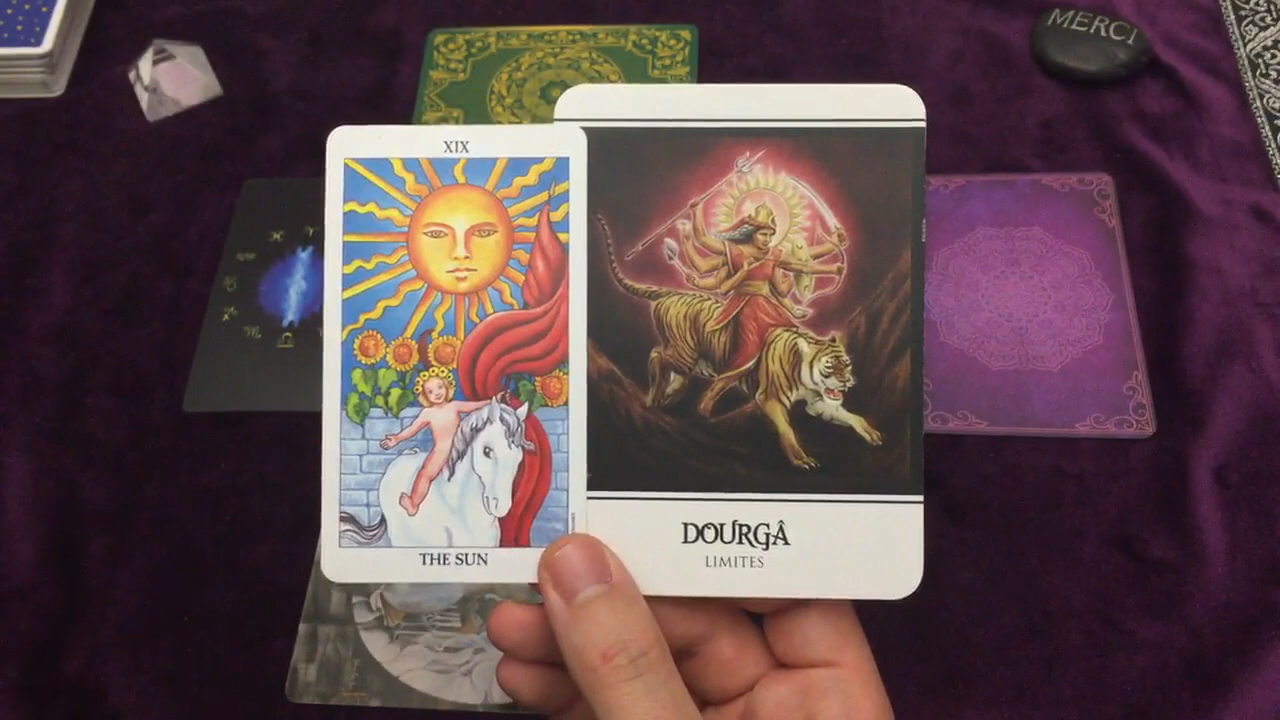 MERCI
XIX
THE SUN
DOURGÂ
LIMITES